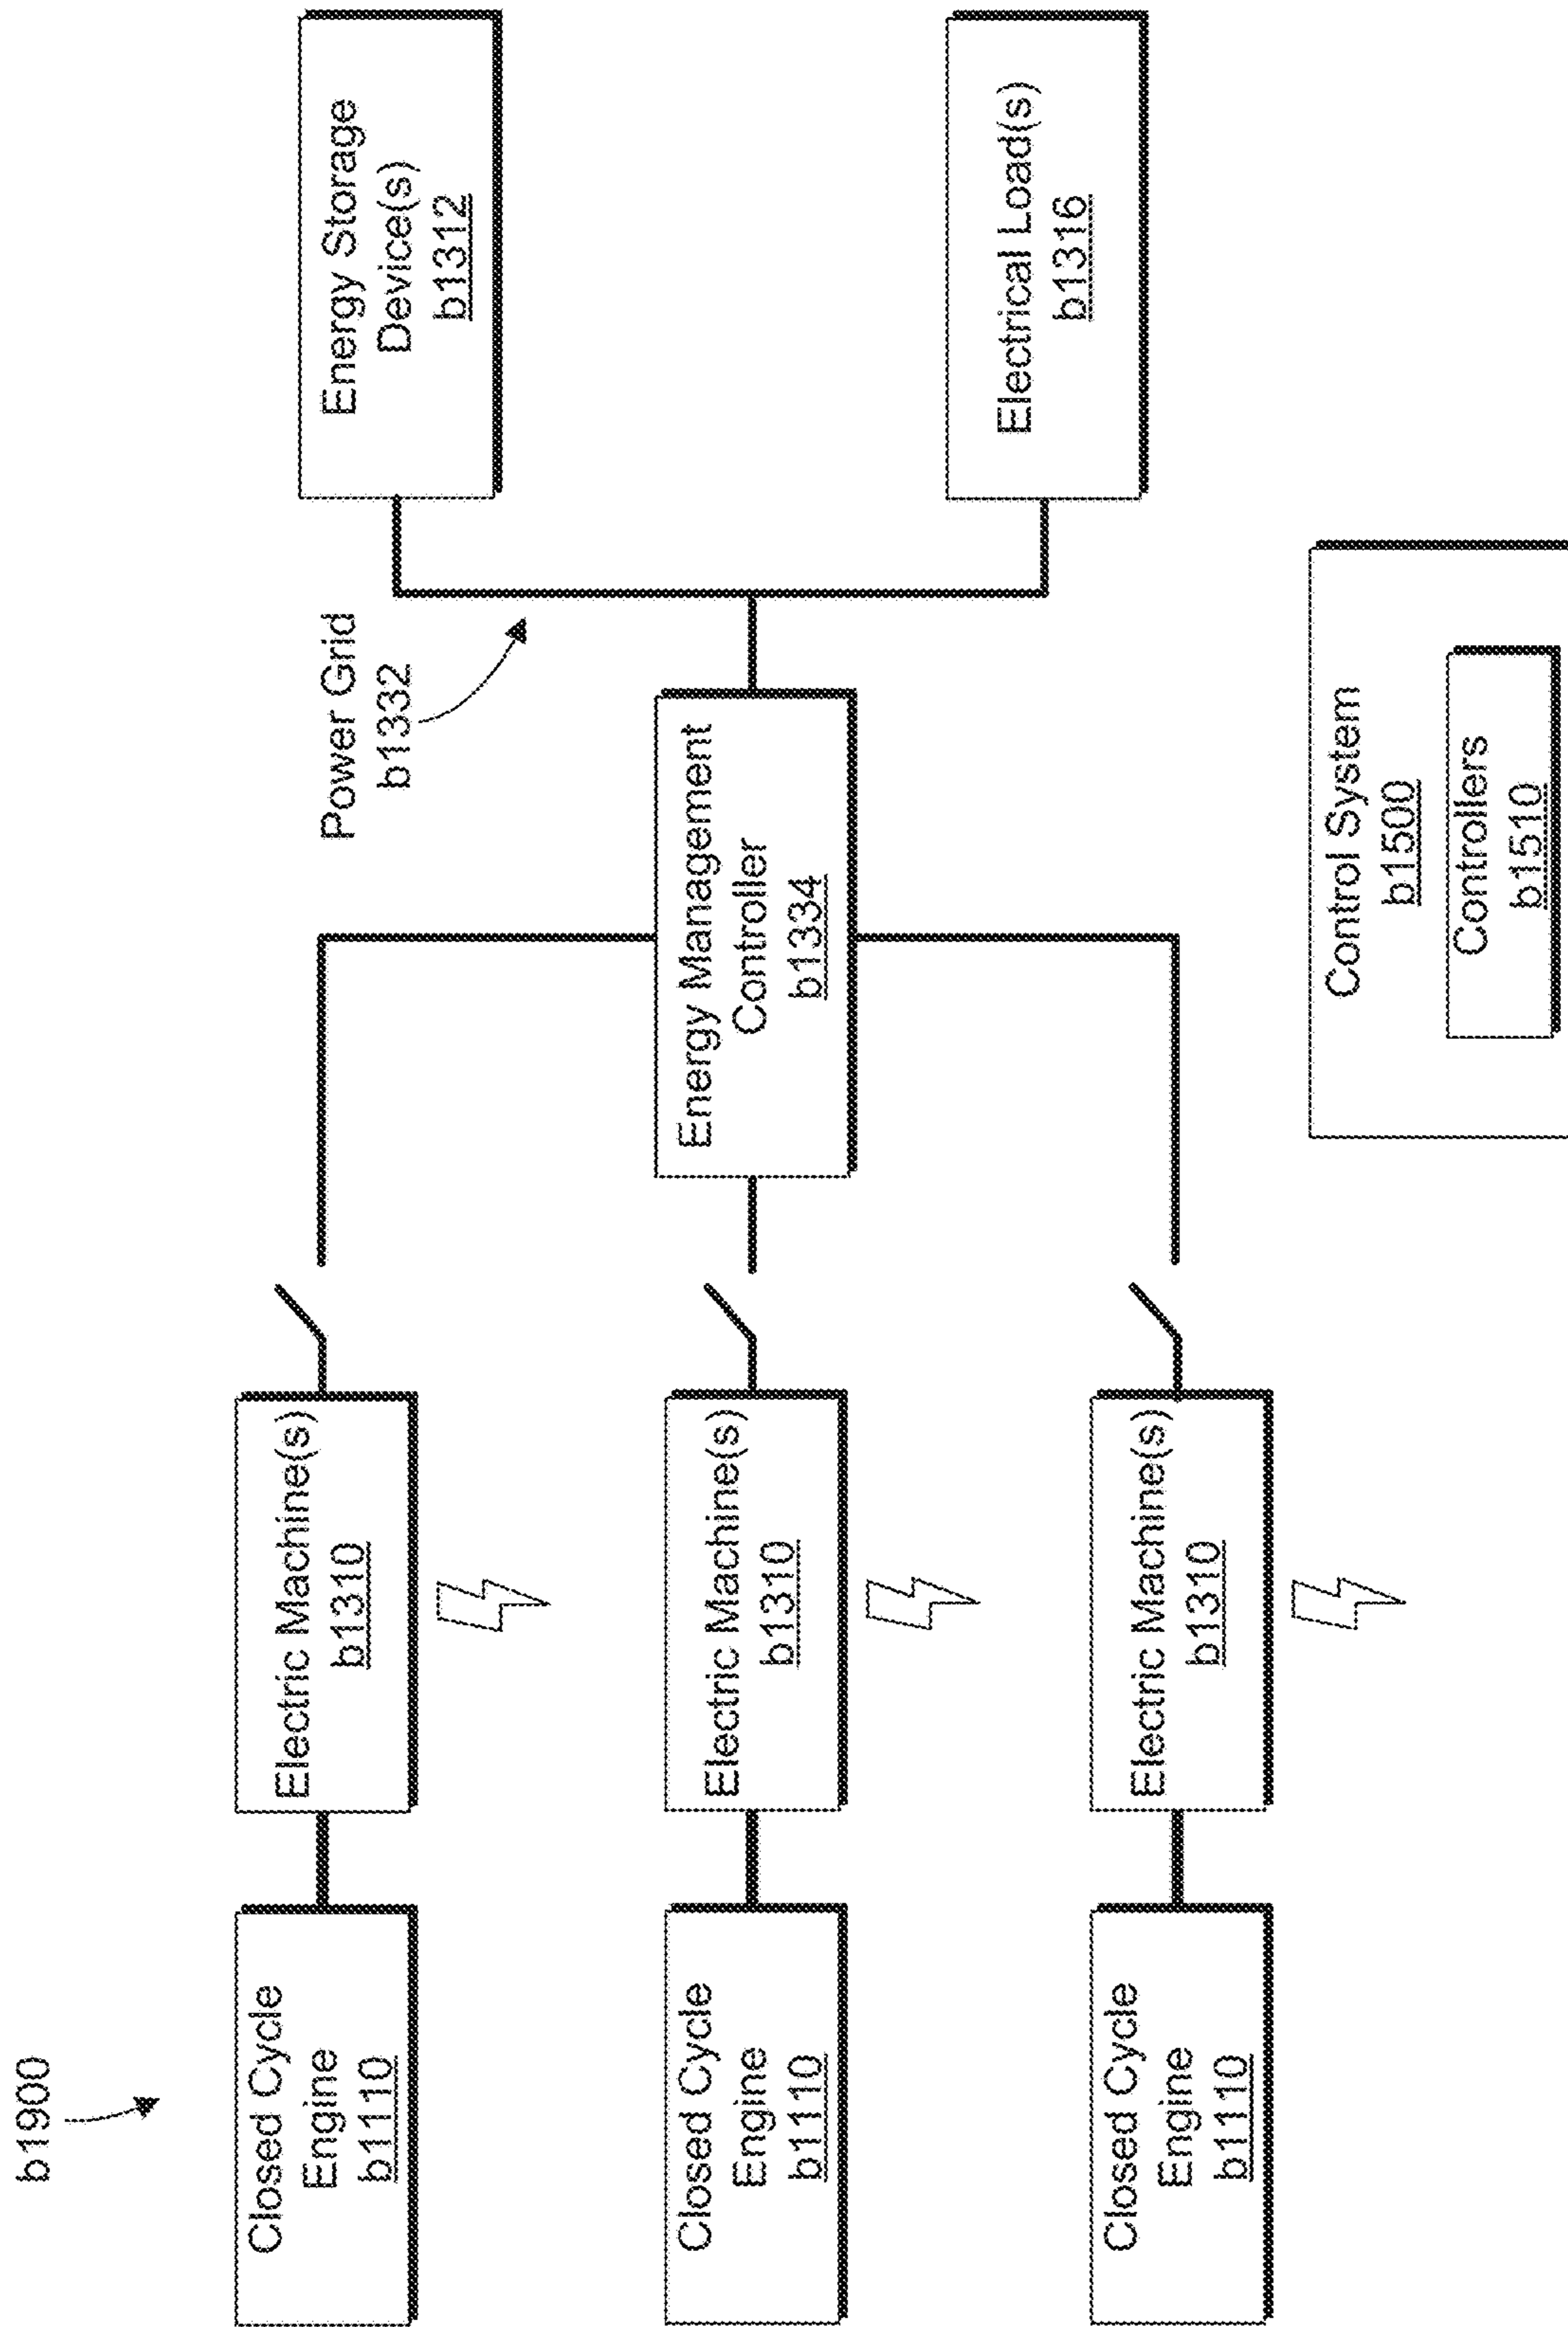 b1900
Closed Cycle
Engine
b1110
Electric Machine(s)
b1310
Power Grid
b1332
Energy Storage
Device(s)
b1312
Closed Cycle
Engine
b1110
Electric Machine(s)
b1310
Energy Management
Controller
b1334
Electrical Load(s)
b1316
Closed Cycle
Engine
b1110
Electric Machine(s)
b1310
Control System
b1500
Controllers
b1510